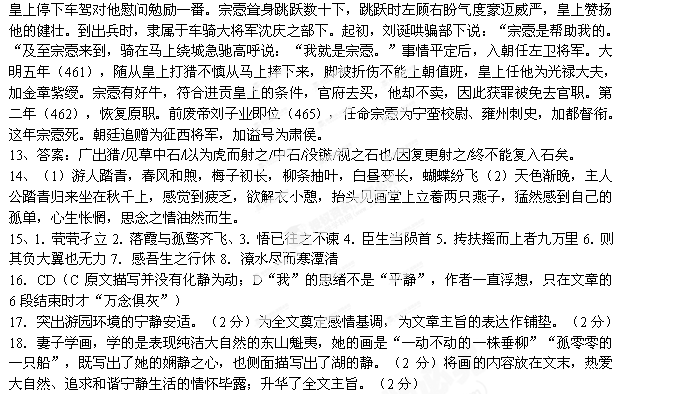 皇上停下车驾对他慰问勉励一番。宗悫耸身跳跃数十下，跳跃时左顾右盼气度豪迈威严，皇上赞扬
他的健壮。到出兵时，隶属于车骑大将军沈庆之部下。起初，刘诞哄骗部下说：“宗悫是帮助我的。
“及至宗悫来到，骑在马上绕城急驰高呼说：“我就是宗悫。”事情平定后，入朝任左卫将军。大
明五年（461），随从皇上打猎不慎从马上摔下来，脚被折伤不能上朝值班，皇上任他为光禄大夫，
加金章紫绶。宗悫有好牛，符合进贡皇上的条件，官府去买，他却不卖，因此获罪被免去官职。第
二年（462），恢复原职。前废帝刘子业即位（465），任命宗悫为宁蛮校尉、雍州刺史，加都督衔。
这年宗悫死。朝廷追赠为征西将军，加谥号为肃侯。
13、答案：广出猎/见草中石/以为虎而射之/中石/没镞/视之石也/因复更射之/终不能复入石矣。
14、（1）游人踏青，春风和煦，梅子初长，柳条抽叶，白昼变长，蝴蝶纷飞（2）天色渐晚，主人
公踏青归来坐在秋千上，感觉到疲乏，欲解衣小憩，抬头见画堂上立着两只燕子，猛然感到自己的
孤单，心生怅惘，思念之情油然而生。
15、1. 茕茕孑立 2. 落霞与孤鹜齐飞、3. 悟已往之不谏 4. 臣生当陨首 5. 抟扶摇而上者九万里 6. 则
其负大翼也无力 7. 感吾生之行休 8. 潦水尽而寒潭清
16. CD（C 原文描写并没有化静为动；D“我”的思绪不是“平静”，作者一直浮想，只在文章的
6 段结束时才“万念俱灰”）
17. 突出游园环境的宁静安适。（2 分）为全文奠定感情基调，为文章主旨的表达作铺垫。（2 分）
18. 妻子学画，学的是表现纯洁大自然的东山魁夷，她的画是“一动不动的一株垂柳”“孤零零的
一只船”，既写出了她的娴静之心，也侧面描写出了湖的静。（2 分）将画的内容放在文末，热爱
大自然、追求和谐宁静生活的情怀毕露；升华了全文主旨。（2 分）